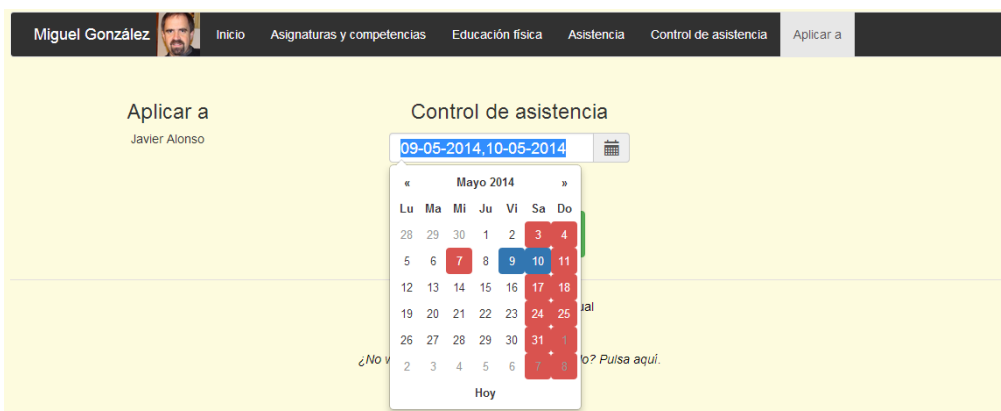 Miguel González Inicio Asignaturas y competencias Educación física Asistencia Control de asistencia Aplicar a
Aplicar a
Javier Alonso
Control de asistencia
09-05-2014,10-05-2014
« Mayo 2014 »
Lu Ma Mi Ju Vi Sa Do
28 29 30 1 2 3 4
5 6 7 8 9 10 11
12 13 14 15 16 17 18
19 20 21 22 23 24 25
26 27 28 29 30 31 1
2 3 4 5 6 7 8
Hoy
¿No
? Pulsa aquí.